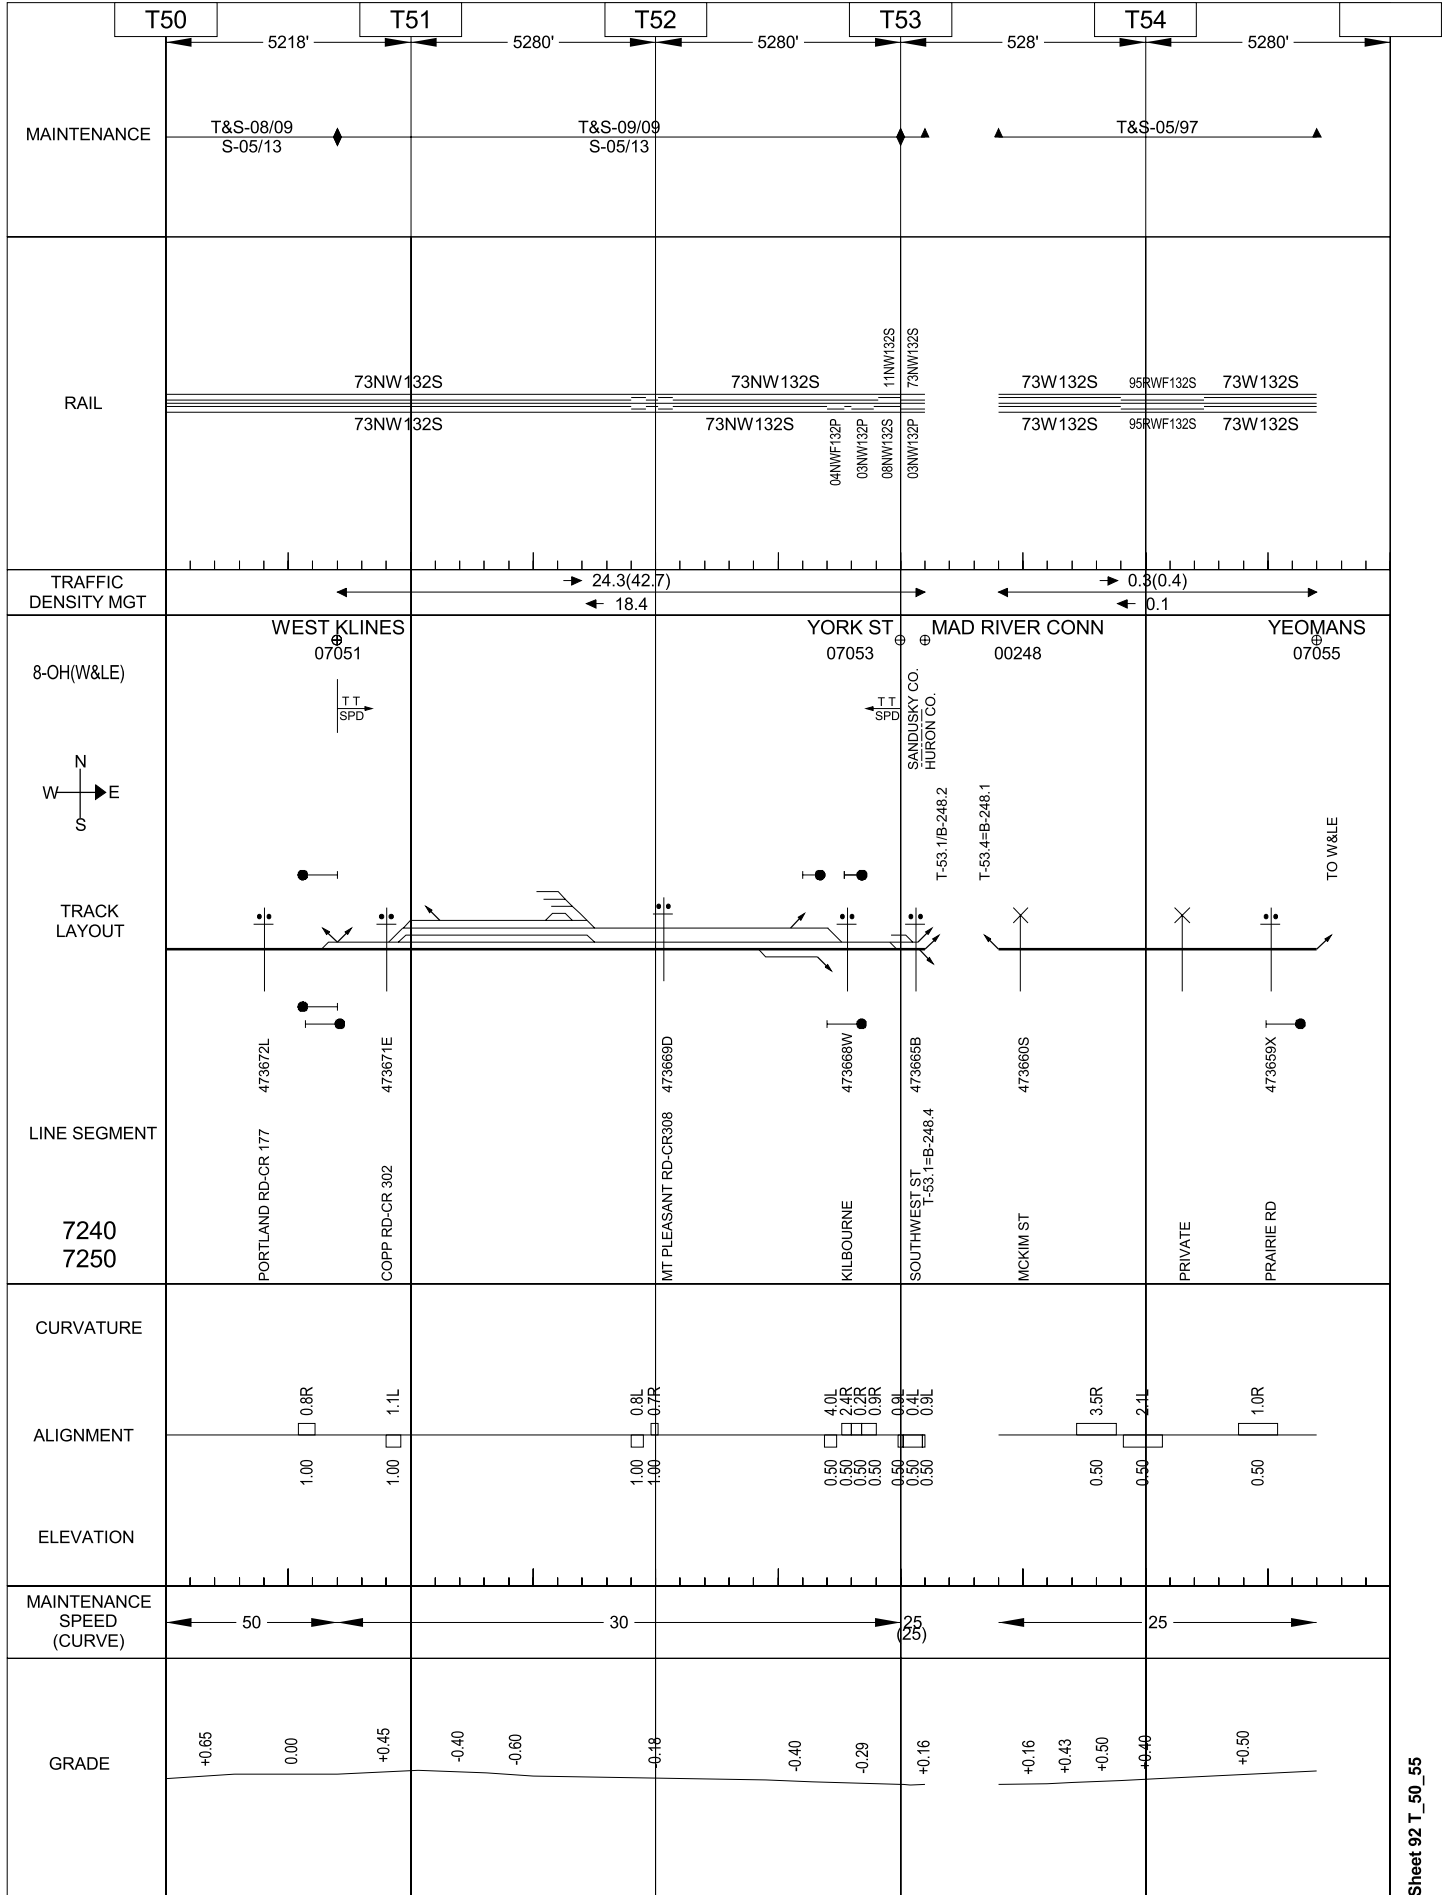 T50 T51 T52 T53 T54
5218' 5280' 5280' 528' 5280'
MAINTENANCE
T&S-08/09
S-05/13
T&S-09/09
S-05/13
T&S-05/97
RAIL
11NW132S
73NW132S
73NW132S 73NW132S 73W132S 95RWF132S 73W132S
73NW132S 73NW132S 73W132S 95RWF132S 73W132S
04NWF132P
03NW132P
08NW132S
03NW132P
TRAFFIC
DENSITY MGT
24.3(42.7)
18.4
0.3(0.4)
0.1
8-OH(W&LE)
WEST KLINES
07051
YORK ST
07053
MAD RIVER CONN
00248
YEOMANS
07055
T T
SPD
T T
SPD
SANDUSKY CO.
HURON CO.
N
W E
S
T-53.1/B-248.2
T-53.4=B-248.1
TO W&LE
TRACK
LAYOUT
473672L
473671E
473669D
473668W
473665B
473660S
473659X
LINE SEGMENT
7240
7250
PORTLAND RD-CR 177
COPP RD-CR 302
MT PLEASANT RD-CR308
KILBOURNE
SOUTHWEST ST
T-53.1=B-248.4
MCKIM ST
PRIVATE
PRAIRIE RD
CURVATURE
0.8R 1.1L 0.8L 0.7R 4.0L 2.4R 0.2R 0.9R 0.9L 0.4L 0.9L 3.5R 2.1L 1.0R
ALIGNMENT
1.00 1.00 1.00 1.00 0.50 0.50 0.50 0.50 0.50 0.50 0.50 0.50 0.50 0.50
ELEVATION
MAINTENANCE
SPEED
(CURVE)
50 30 25 25
(25)
GRADE
+0.65 0.00 +0.45 -0.40 -0.60 -0.18 -0.40 -0.29 +0.16 +0.16 +0.43 +0.50 +0.40 +0.50
Sheet 92 T_50_55